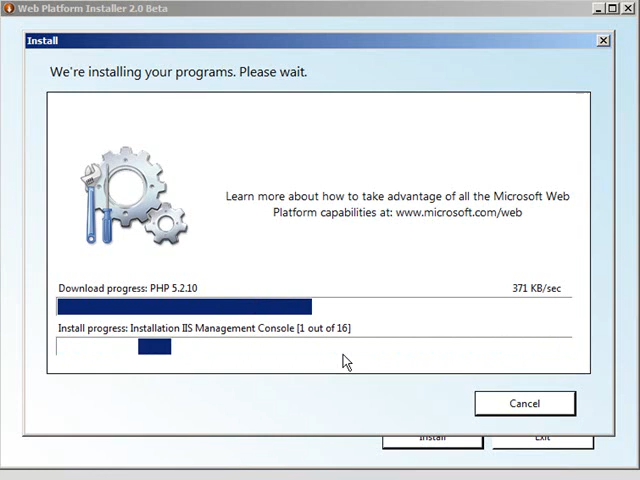 Web Platform Installer 2.0 Beta
Install
We're installing your programs. Please wait.
Learn more about how to take advantage of all the Microsoft Web
Platform capabilities at: www.microsoft.com/web
Download progress: PHP 5.2.10 371 KB/sec
Install progress: Installation IIS Management Console [1 out of 16]
Cancel
Install Exit